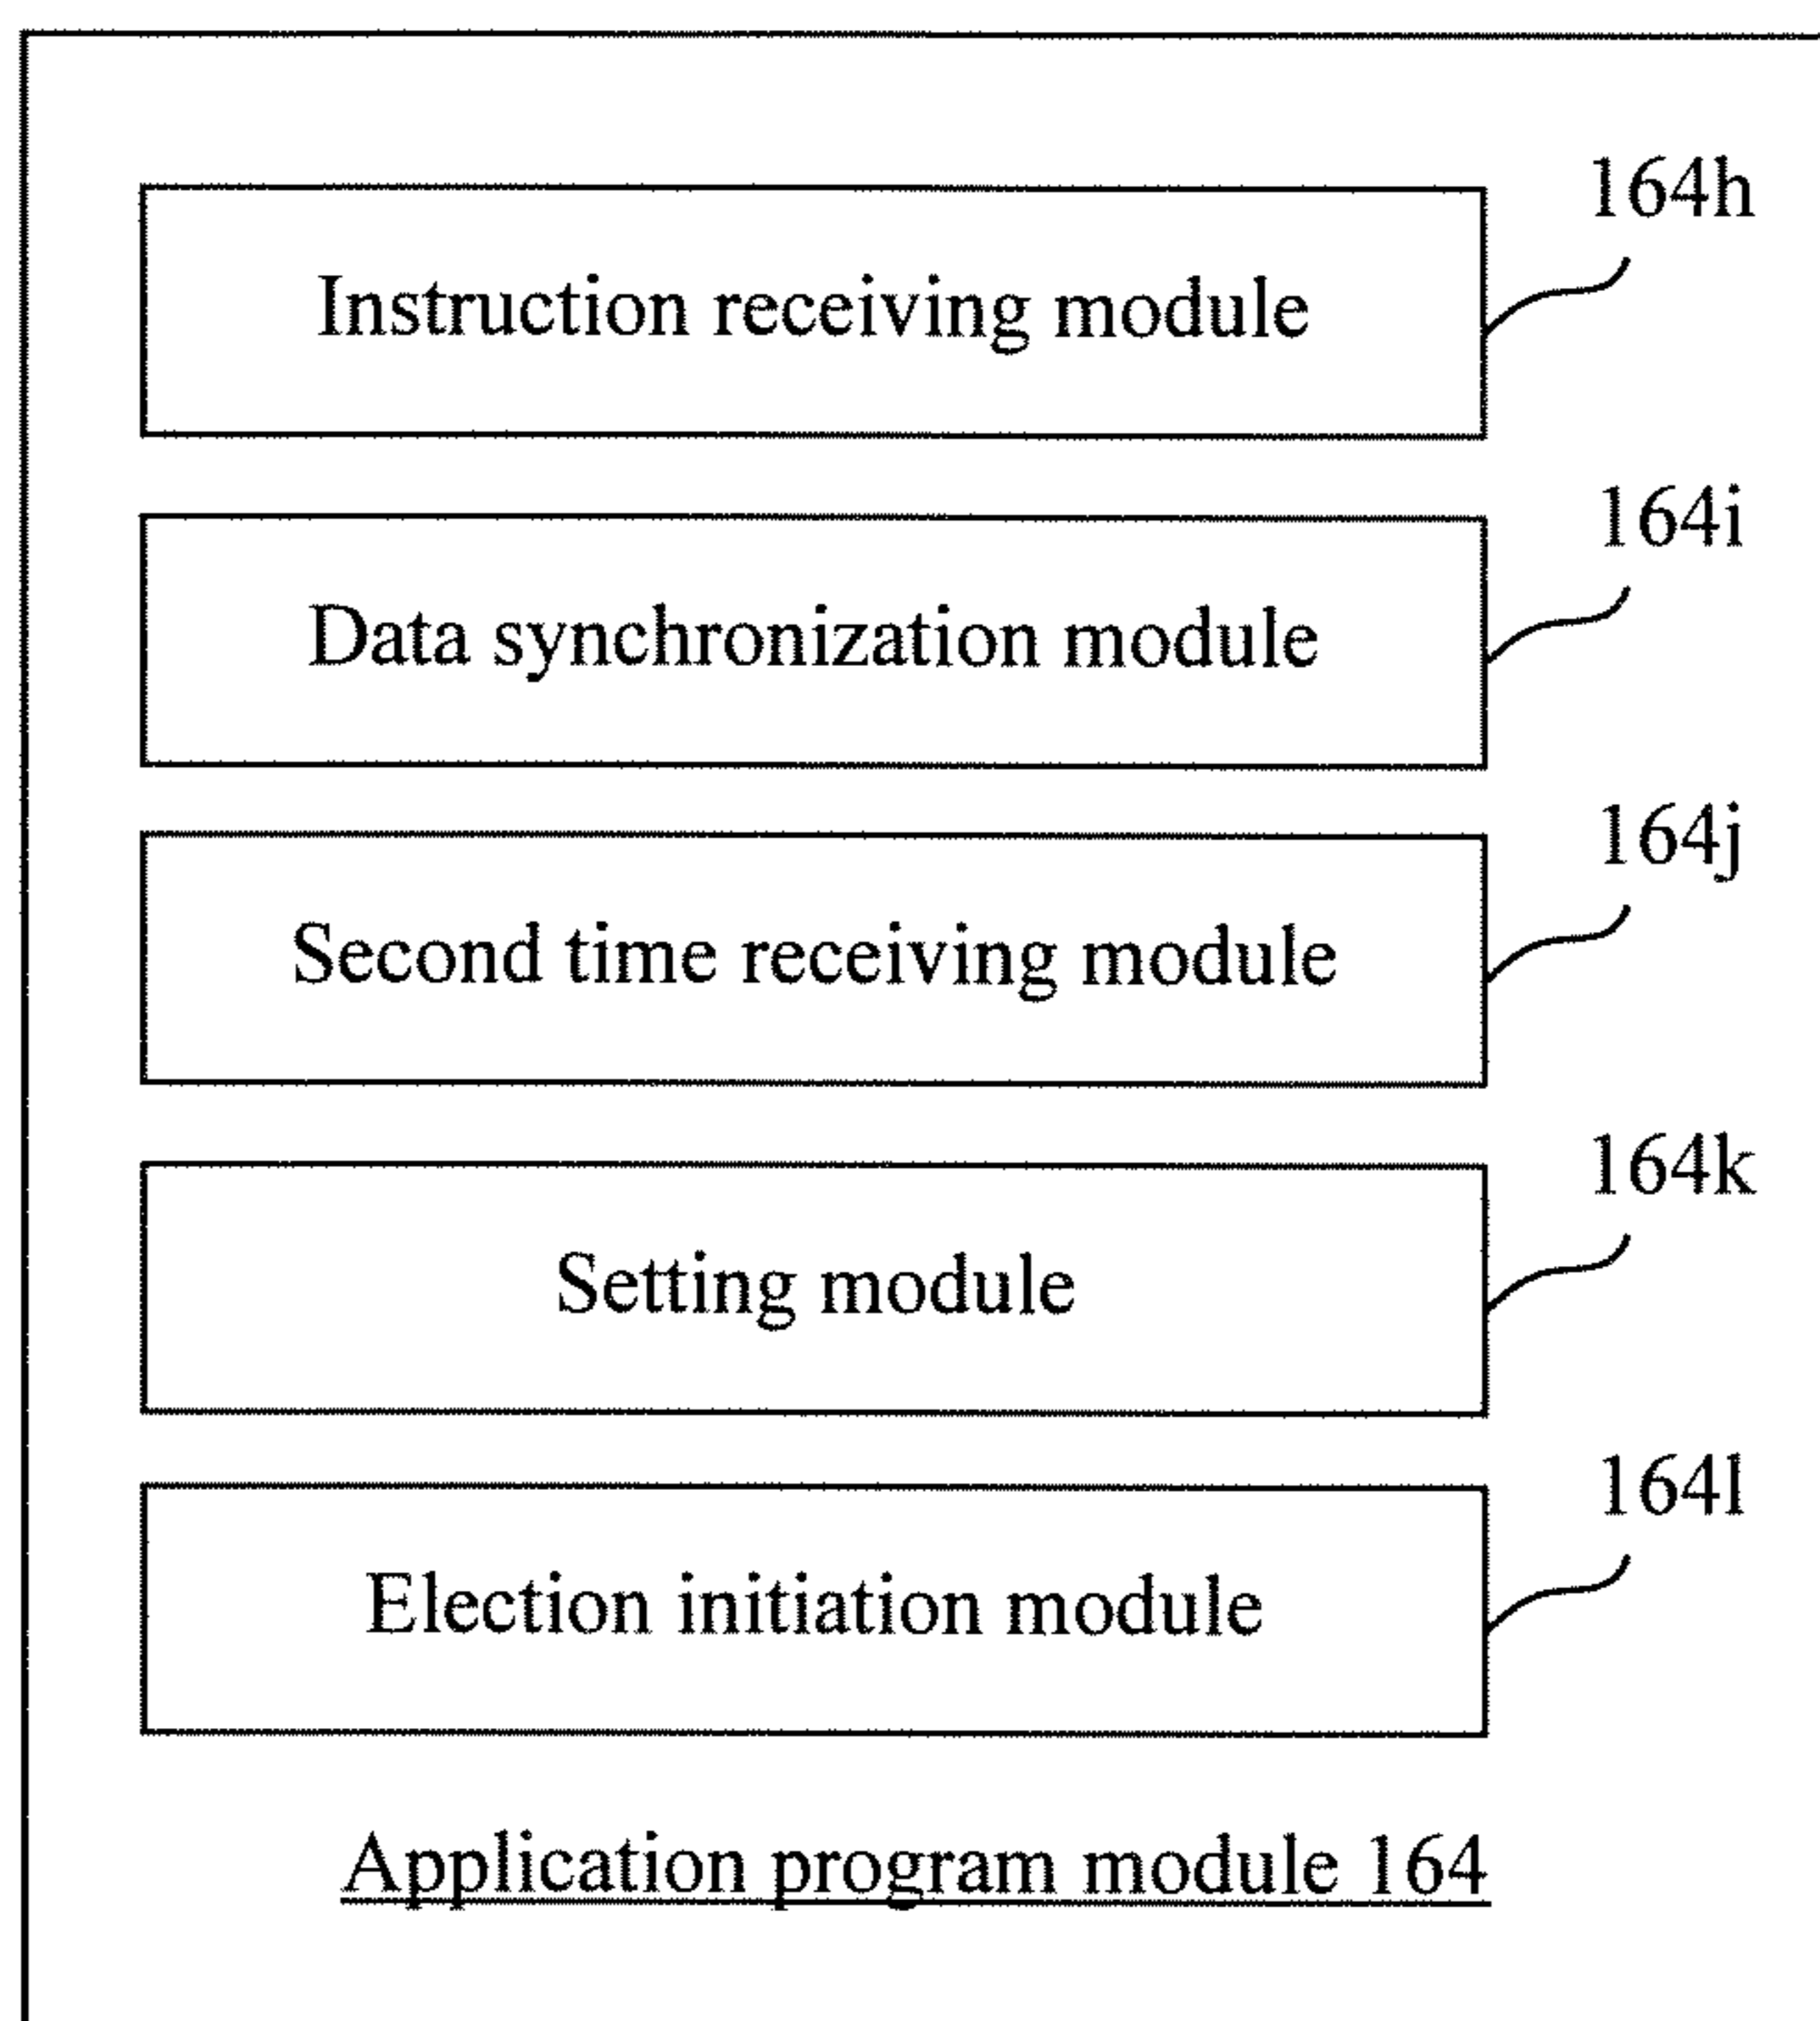 164h
Instruction receiving module
164i
Data synchronization module
164j
Second time receiving module
164k
Setting module
164l
Election initiation module
Application program module 164